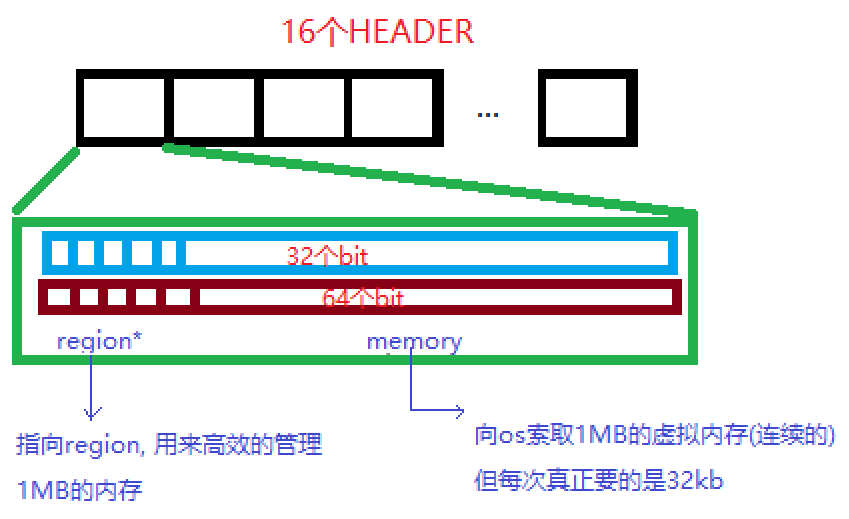 16个HEADER
...
32个bit
64个bit
region* memory
指向region, 用来高效的管理
1MB的内存
向os索取1MB的虚拟内存(连续的)
但每次真正要的是32kb